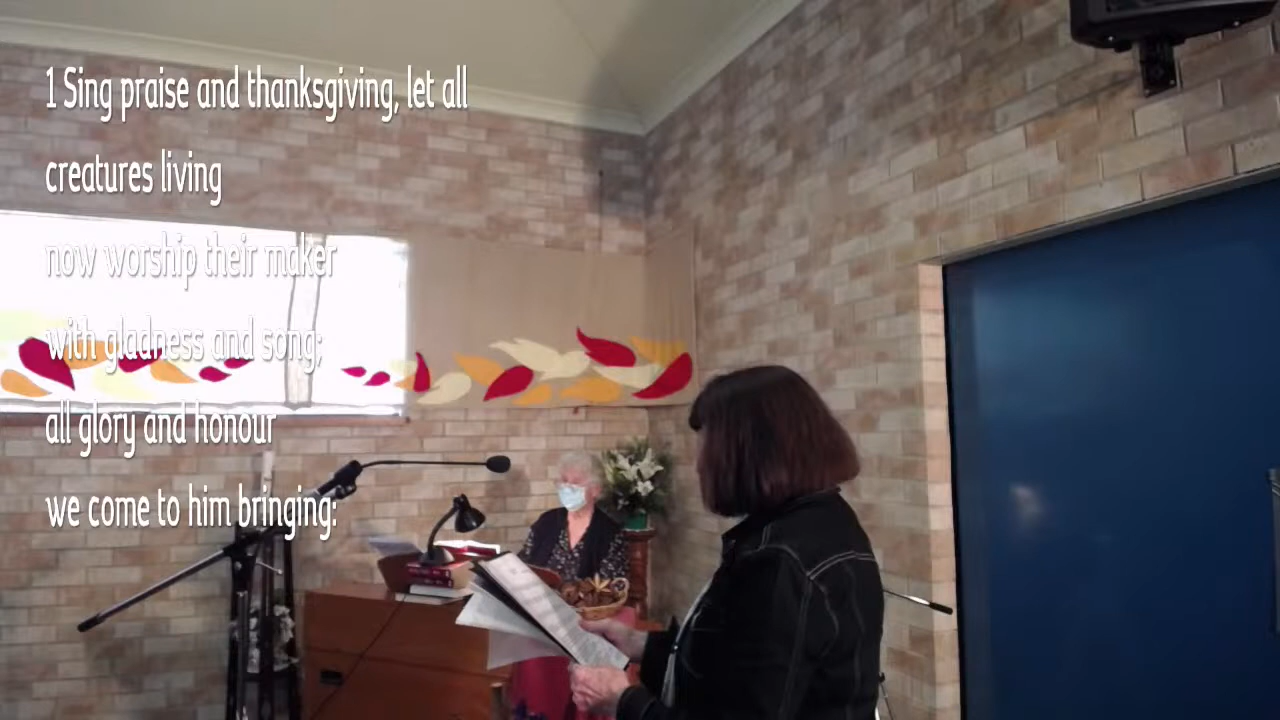 1 Sing praise and thanksgiving, let all
creatures living
now worship their maker
with gladness and song;
all glory and honour
we come to him bringing: